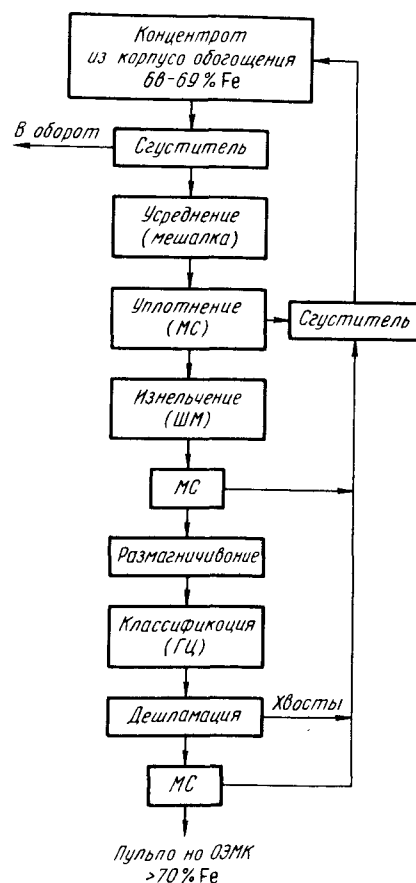 Концентрат
из корпуса обогащения
68-69% Fe
В оборот
Сгуститель
Усреднение
(мешалка)
Уплотнение
(МС)
Сгуститель
Измельчение
(ШМ)
МС
Размагничивание
Классификация
(ГЦ)
Дешламация
Хвосты
МС
Пульпа на ОЭМК
>70% Fe